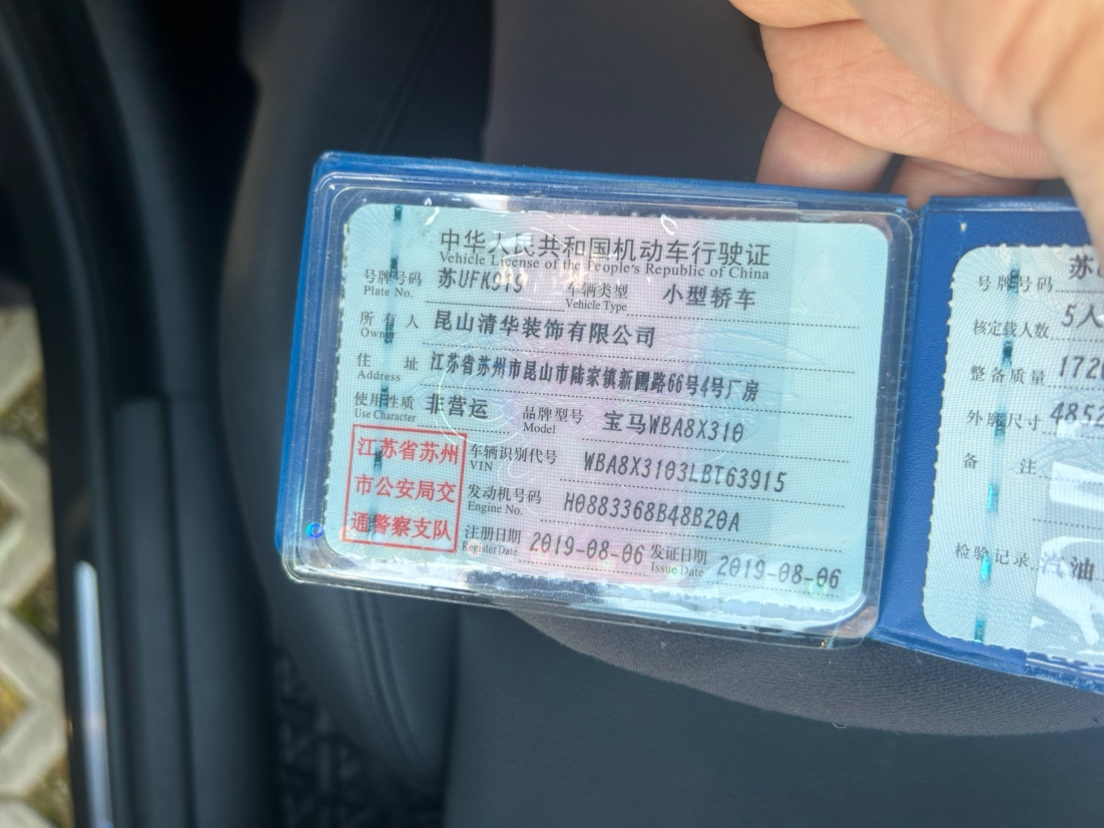 中华人民共和国机动车行驶证
Vehicle License of the People's Republic of China
号牌号码 苏UFK919 车辆类型 小型轿车
Plate No. Vehicle Type
所有人 昆山清华装饰有限公司
Owner
住址 江苏省苏州市昆山市陆家镇新圃路66号4号厂房
Address
使用性质 非营运 品牌型号 宝马WBA8X310
Use Character Model
江苏省苏州
市公安局交
通警察支队
车辆识别代号 WBA8X3103LBT63915
VIN
发动机号码 H0883368B48B20A
Engine No.
注册日期 2019-08-06 发证日期 2019-08-06
Register Date Issue Date
号牌号码 苏
核定载人数 5人
整备质量 172
外廓尺寸 4852
备注
检验记录 汽油